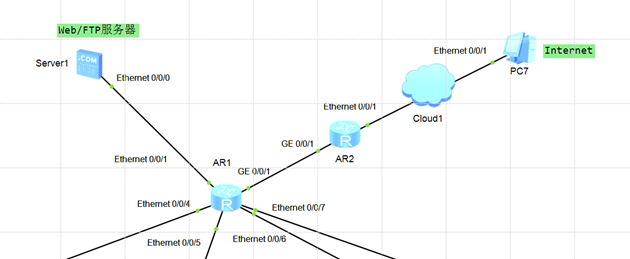 Web/FTP服务器
Ethernet 0/0/1
Internet
Server1
.COM
Ethernet 0/0/0
PC7
Ethernet 0/0/1
Cloud1
GE 0/0/1
R
AR2
Ethernet 0/0/1
AR1
GE 0/0/1
R
Ethernet 0/0/4
Ethernet 0/0/7
Ethernet 0/0/5
Ethernet 0/0/6